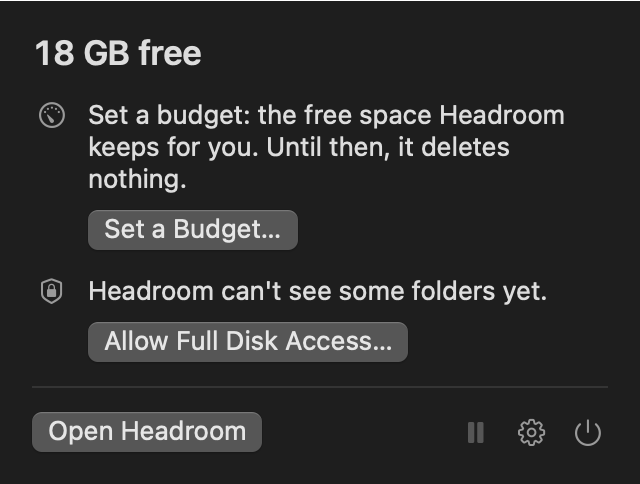 18 GB free
Set a budget: the free space Headroom
keeps for you. Until then, it deletes
nothing.
Set a Budget...
Headroom can't see some folders yet.
Allow Full Disk Access...
Open Headroom